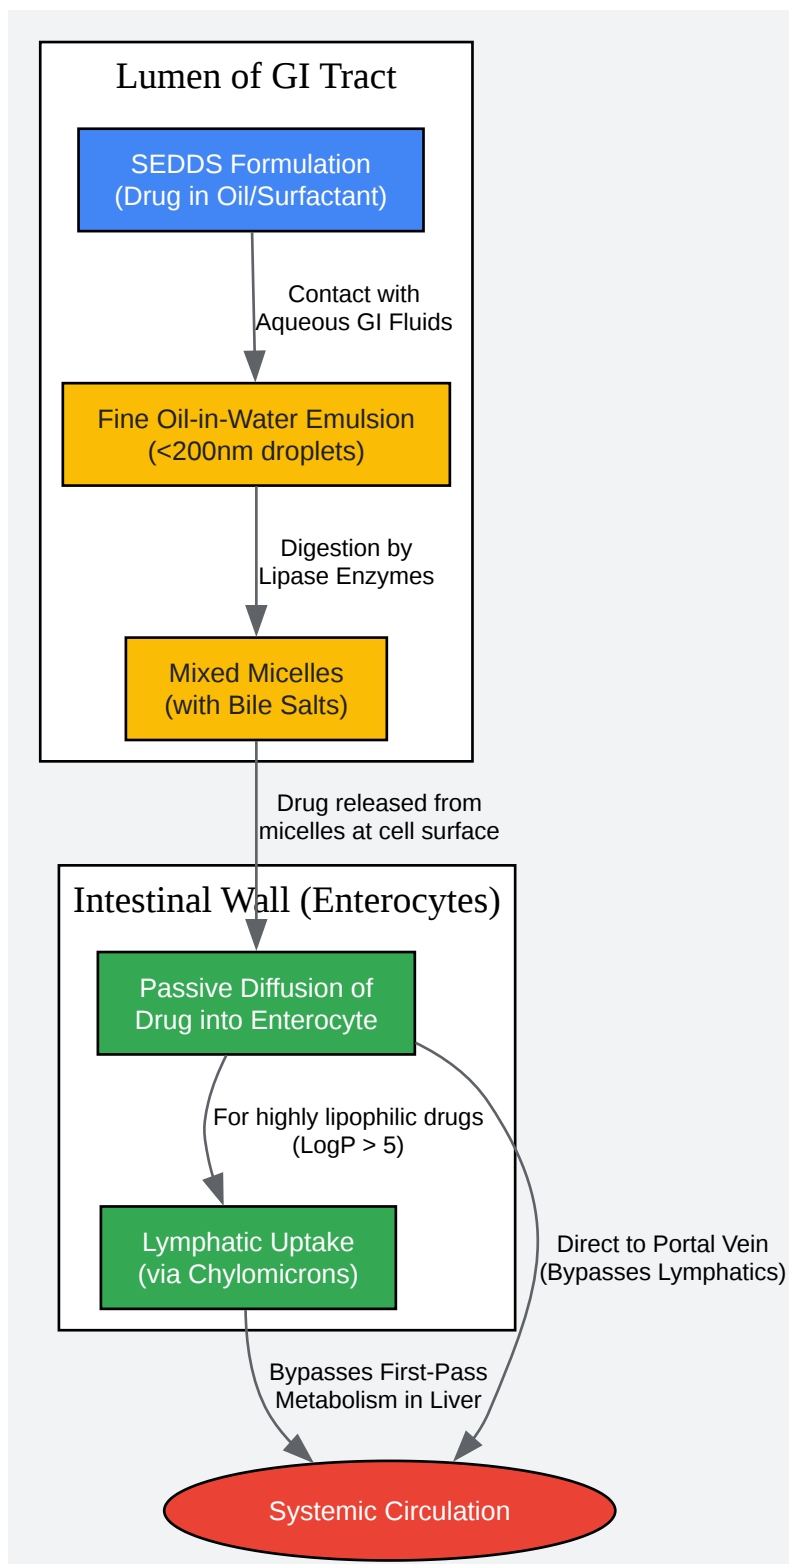 Lumen of GI Tract
SEDDS Formulation
(Drug in Oil/Surfactant)
Contact with
Aqueous GI Fluids
Fine Oil-in-Water Emulsion
(<200nm droplets)
Digestion by
Lipase Enzymes
Mixed Micelles
(with Bile Salts)
Drug released from
micelles at cell surface
Intestinal Wall (Enterocytes)
Passive Diffusion of
Drug into Enterocyte
For highly lipophilic drugs
(LogP > 5)
Lymphatic Uptake
(via Chylomicrons)
Direct to Portal Vein
(Bypasses Lymphatics)
Bypasses First-Pass
Metabolism in Liver
Systemic Circulation